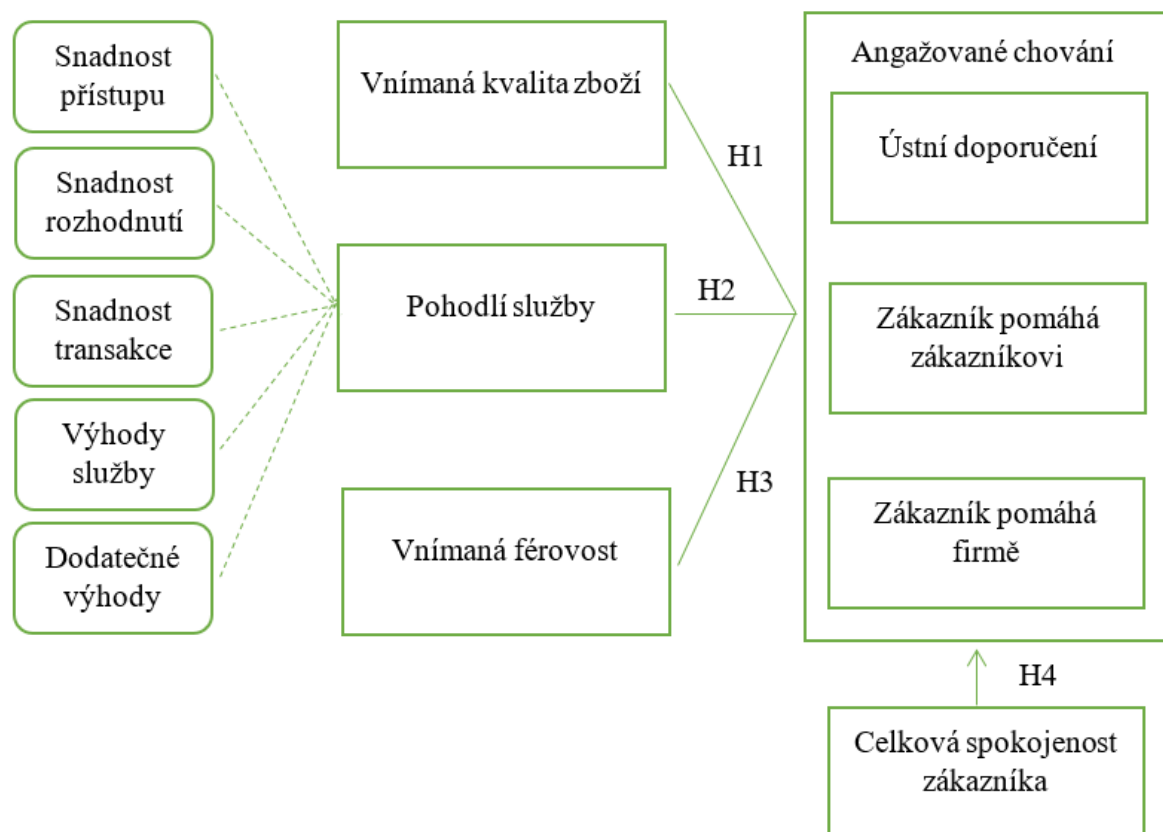 Snadnost
přístupu
Snadnost
rozhodnutí
Snadnost
transakce
Výhody
služby
Dodatečné
výhody
Vnímaná kvalita zboží
Pohodlí služby
Vnímaná férovost
H1
H2
H3
Angažované chování
Ústní doporučení
Zákazník pomáhá
zákazníkovi
Zákazník pomáhá
firmě
H4
Celková spokojenost
zákazníka